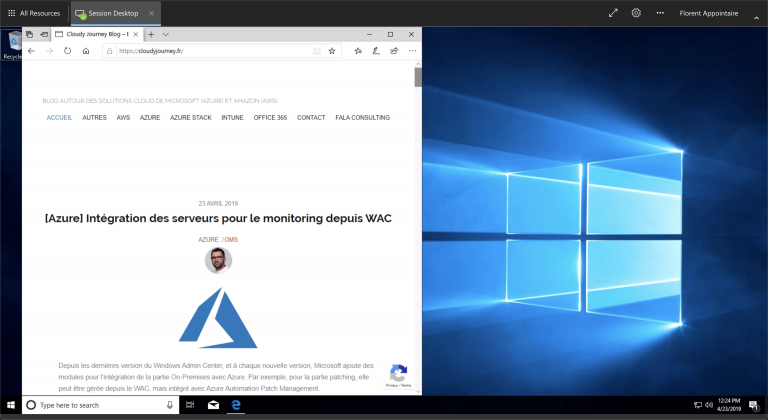 All Resources
Session Desktop
Florent Appointaire
Cloudy Journey Blog – E
https://cloudyjourney.fr/
BLOG AUTOUR DES SOLUTIONS CLOUD DE MICROSOFT (AZURE) ET AMAZON (AWS)
ACCUEIL AUTRES AWS AZURE AZURE STACK INTUNE OFFICE 365 CONTACT FALA CONSULTING
23 AVRIL 2019
[Azure] Intégration des serveurs pour le monitoring depuis WAC
AZURE / OMS
Depuis les dernières version du Windows Admin Center, et à chaque nouvelle version, Microsoft ajoute des
modules pour l'intégration de la partie On-Premises avec Azure. Par exemple, pour la partie patching, elle
peut être gérée depuis le WAC, mais intégré avec Azure Automation Patch Management.
Privacy - Terms
Type here to search
12:24 PM
4/23/2019